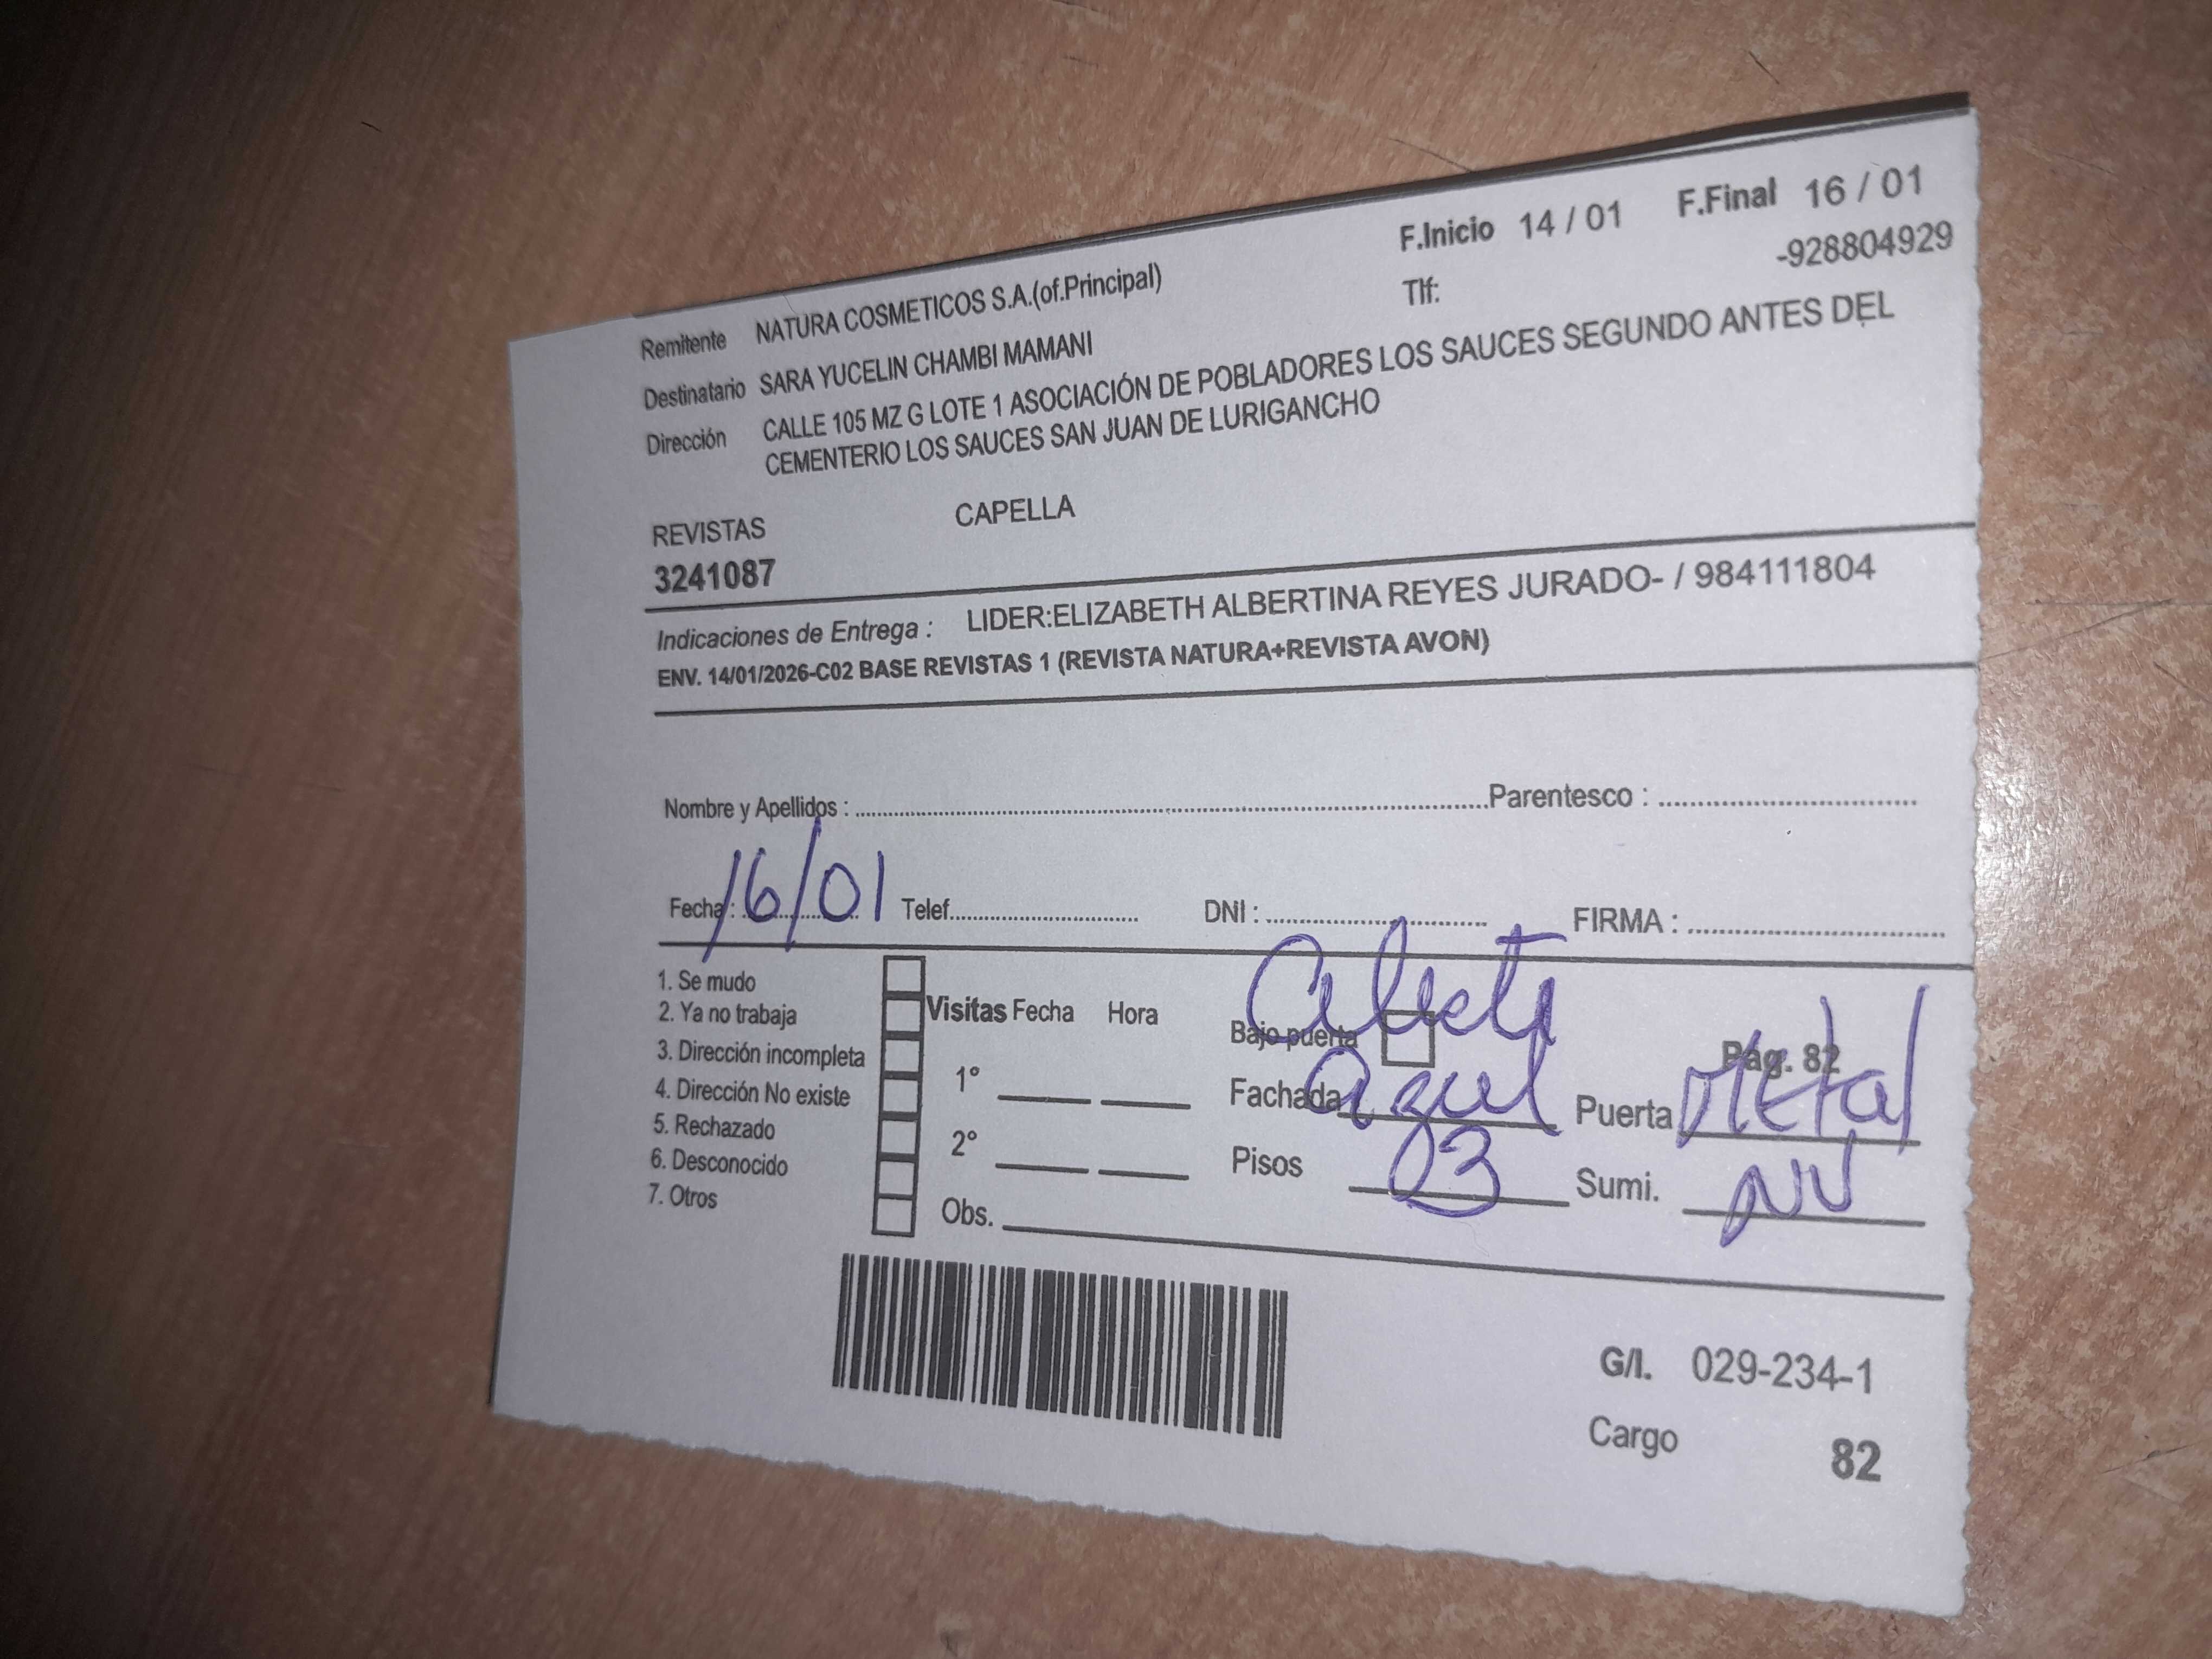 F.Inicio 14 / 01 F.Final 16 / 01
Remitente NATURA COSMETICOS S.A.(of.Principal) Tlf: -928804929
Destinatario SARA YUCELIN CHAMBI MAMANI
Dirección CALLE 105 MZ G LOTE 1 ASOCIACIÓN DE POBLADORES LOS SAUCES SEGUNDO ANTES DEL
CEMENTERIO LOS SAUCES SAN JUAN DE LURIGANCHO
REVISTAS CAPELLA
3241087
Indicaciones de Entrega : LIDER:ELIZABETH ALBERTINA REYES JURADO- / 984111804
ENV. 14/01/2026-C02 BASE REVISTAS 1 (REVISTA NATURA+REVISTA AVON)
Nombre y Apellidos : Parentesco :
Fecha : 16/01 Telef. DNI : FIRMA :
1. Se mudo
2. Ya no trabaja Visitas Fecha Hora Bajo puerta Pág. 82
3. Dirección incompleta
4. Dirección No existe 1° Fachada azul Puerta Metal
5. Rechazado
6. Desconocido 2° Pisos 03 Sumi.
7. Otros Obs.
G/I. 029-234-1
Cargo 82